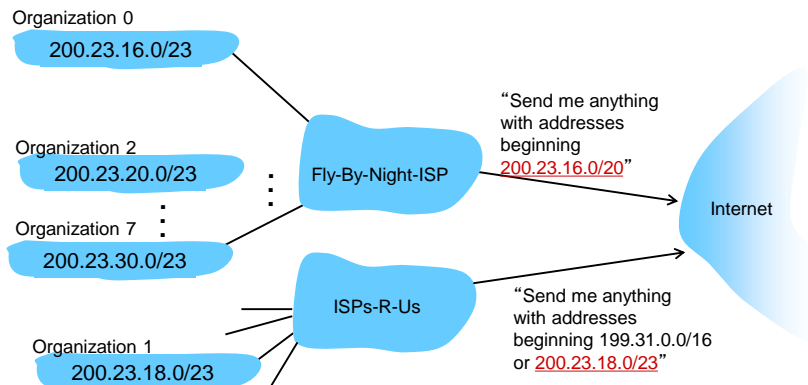 Organization 0
200.23.16.0/23
Organization 2
200.23.20.0/23
Organization 7
200.23.30.0/23
Fly-By-Night-ISP
“Send me anything
with addresses
beginning
200.23.16.0/20”
Internet
ISPs-R-Us
Organization 1
200.23.18.0/23
“Send me anything
with addresses
beginning 199.31.0.0/16
or 200.23.18.0/23”